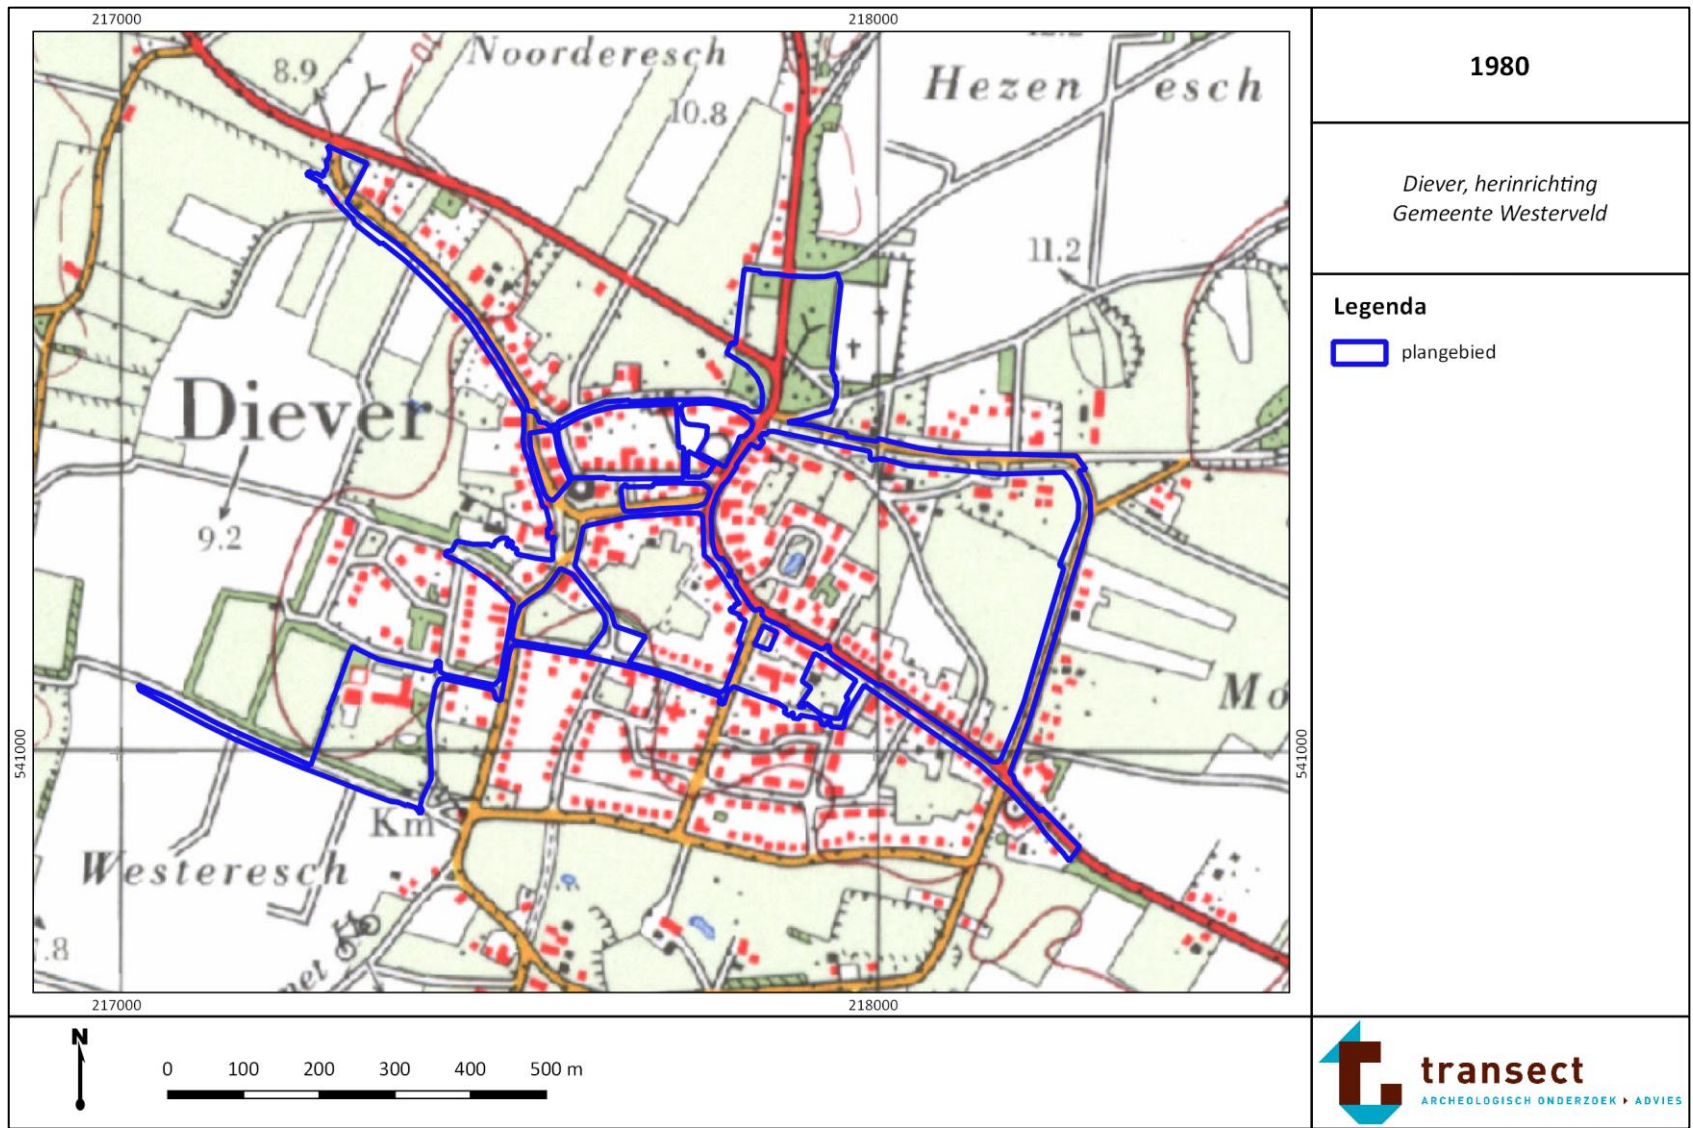 217000
218000
1980
Noorderesch
8.9
Hezen esch
10.8
Diever, herinrichting
Gemeente Westerveld
11.2
Legenda
plangebied
Diever
9.2
Mo
541000
541000
Km
Westeresch
.8
met
217000
218000
N
0 100 200 300 400 500 m
transect
ARCHEOLOGISCH ONDERZOEK ▸ ADVIES